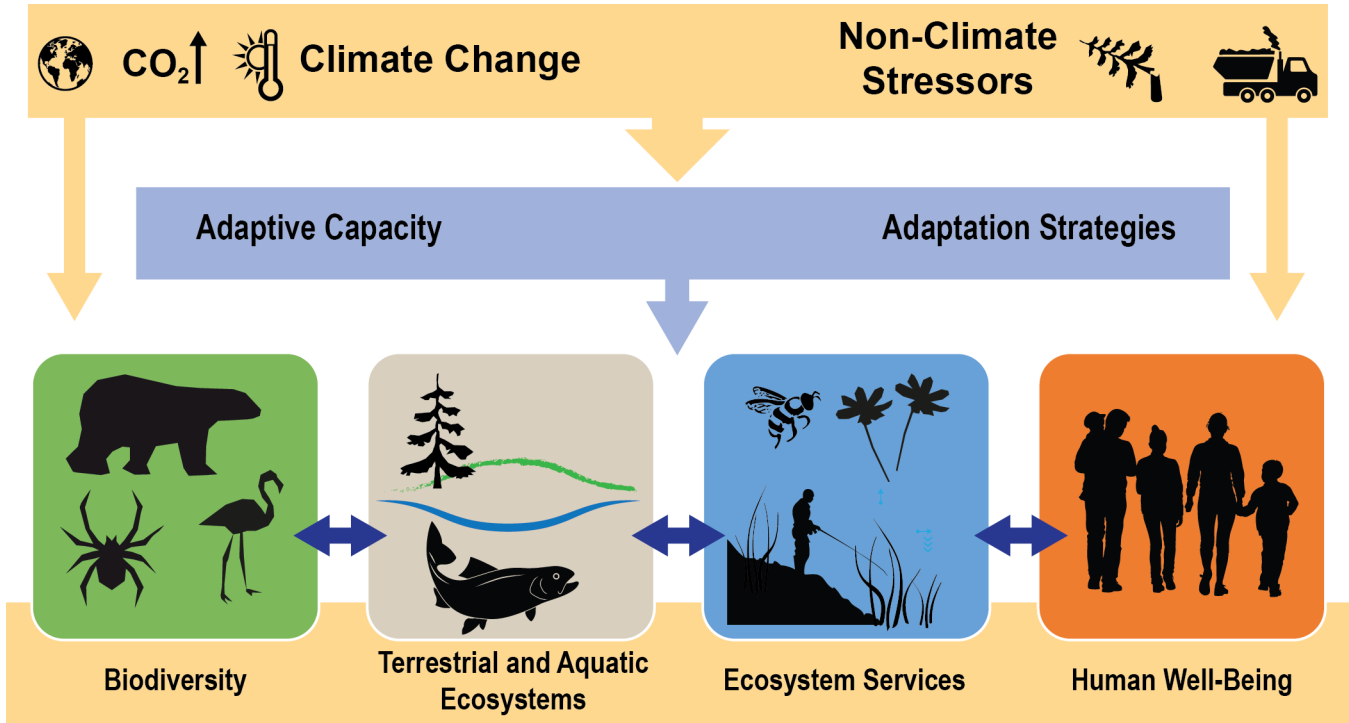 CO₂
Climate Change
Non-Climate
Stressors
Adaptive Capacity
Adaptation Strategies
Biodiversity
Terrestrial and Aquatic
Ecosystems
Ecosystem Services
Human Well-Being